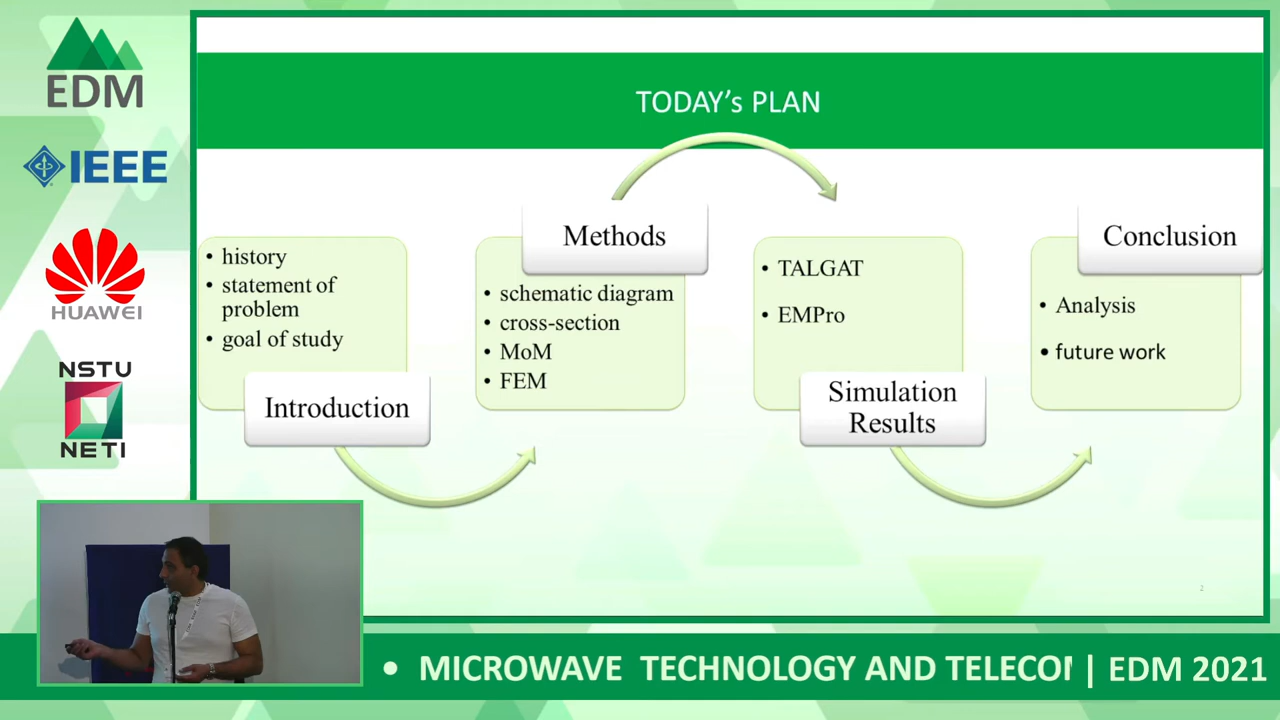 EDM
IEEE
HUAWEI
NSTU
NETI
TODAY's PLAN
• history
• statement of
problem
• goal of study
Introduction
Methods
• schematic diagram
• cross-section
• MoM
• FEM
• TALGAT
• EMPro
Simulation
Results
Conclusion
• Analysis
• future work
2
• MICROWAVE TECHNOLOGY AND TELECO | EDM 2021